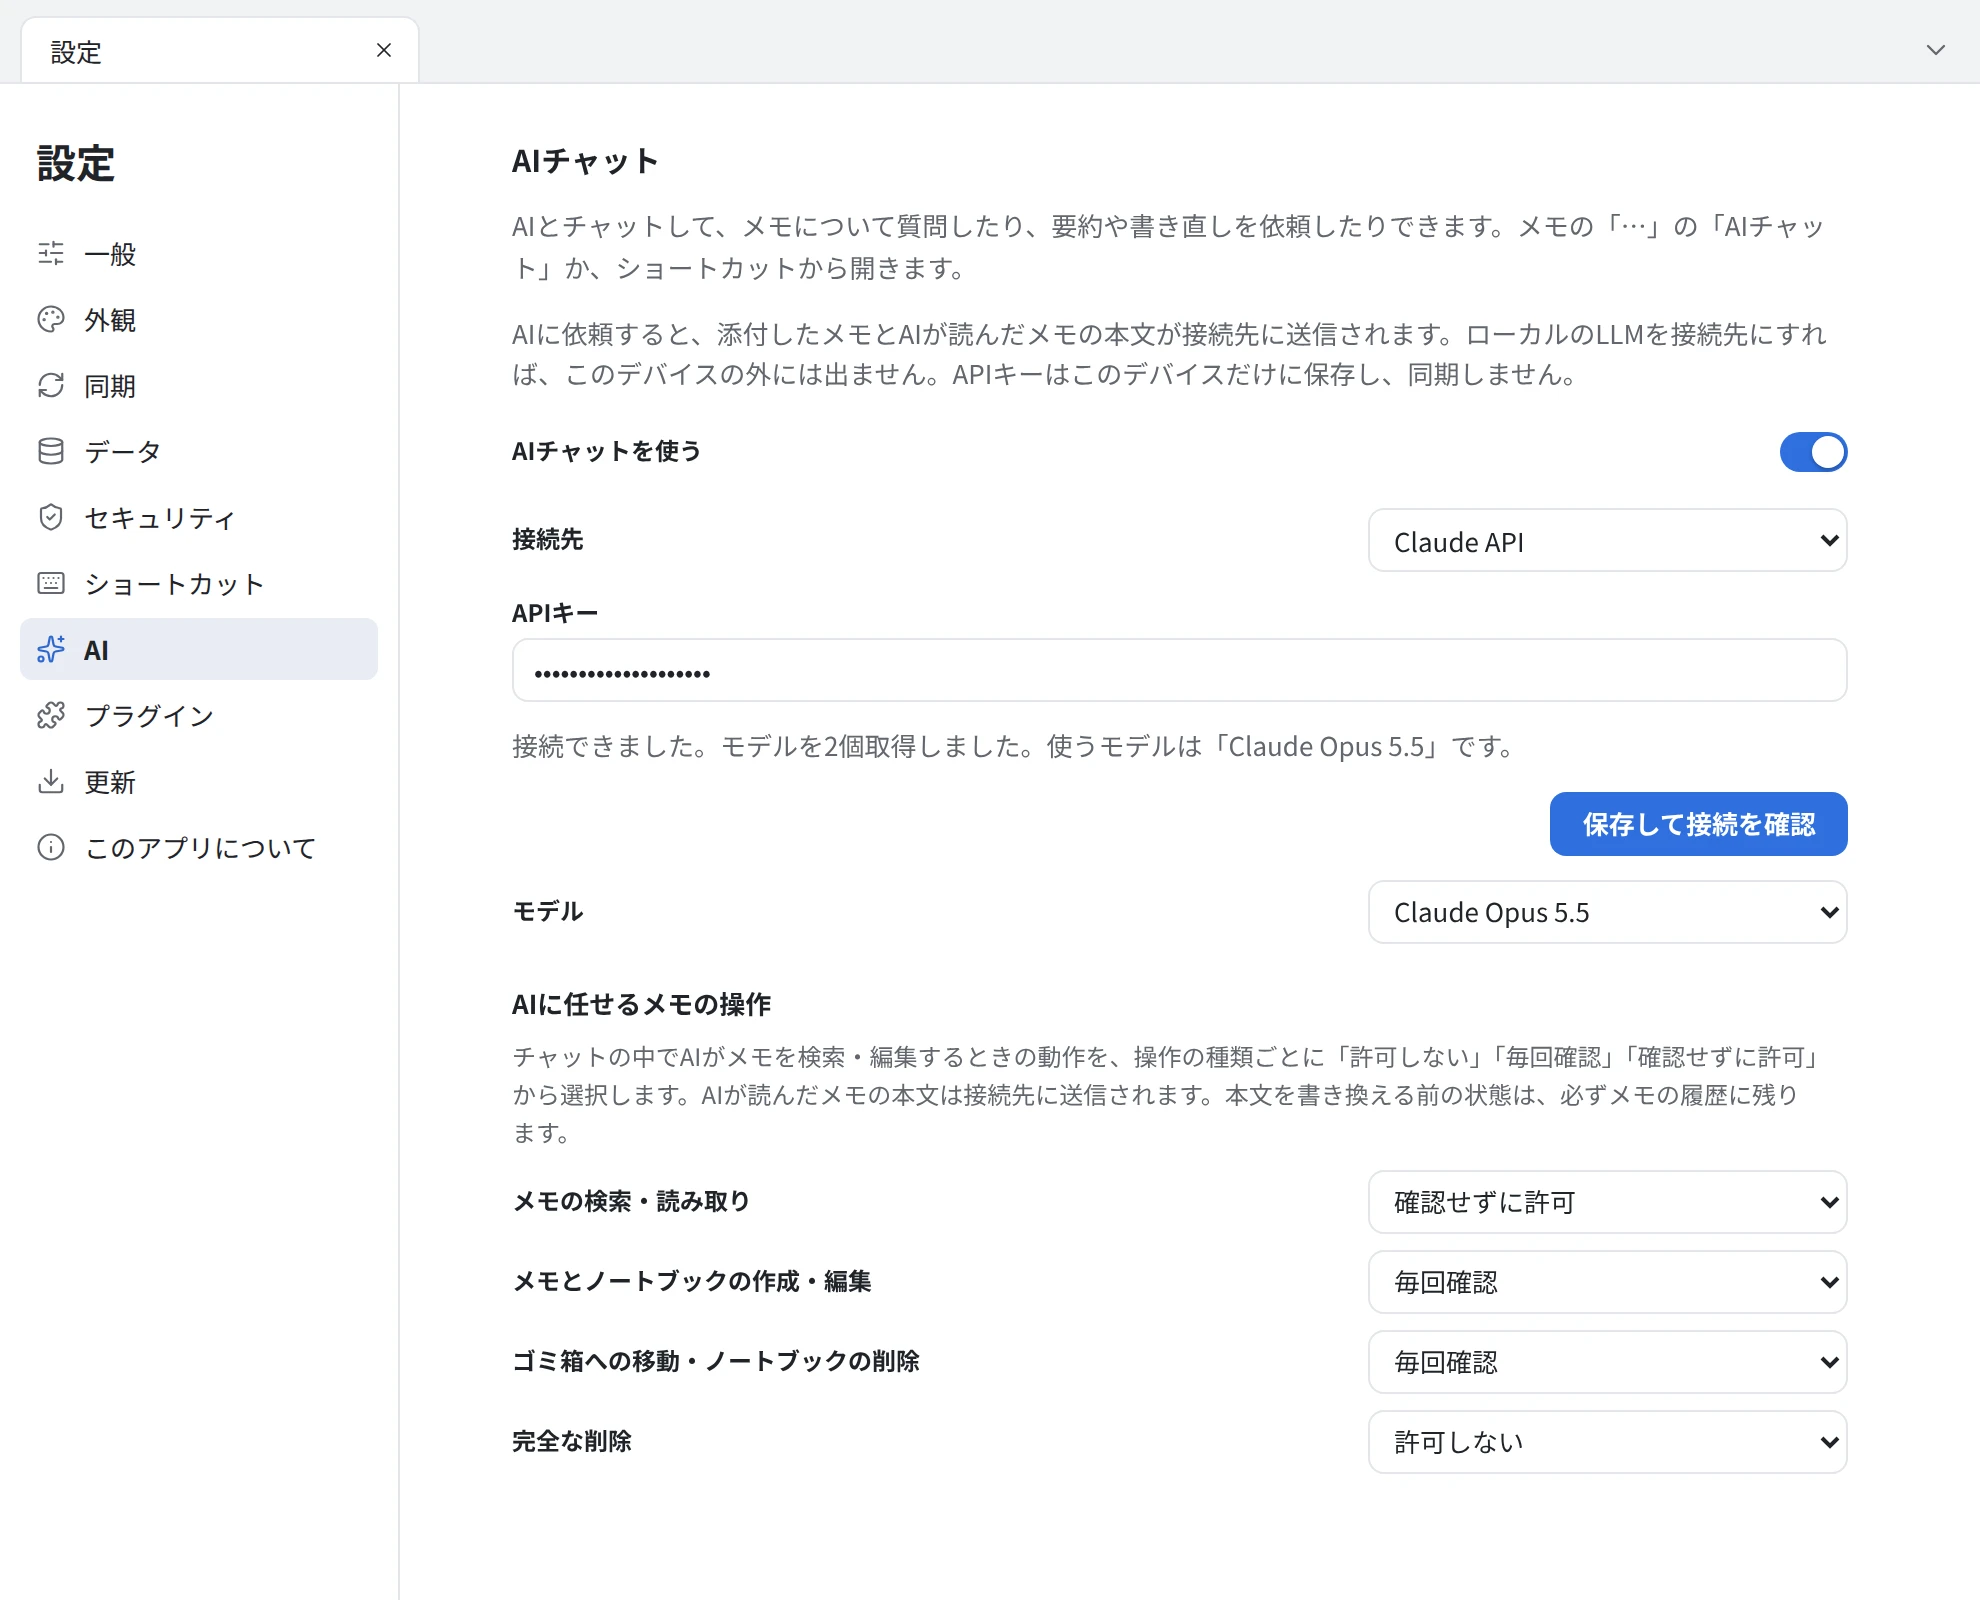 設定
設定
一般
外観
同期
データ
セキュリティ
ショートカット
AI
プラグイン
更新
このアプリについて
AIチャット
AIとチャットして、メモについて質問したり、要約や書き直しを依頼したりできます。メモの「…」の「AIチャッ
ト」か、ショートカットから開きます。
AIに依頼すると、添付したメモとAIが読んだメモの本文が接続先に送信されます。ローカルのLLMを接続先にすれ
ば、このデバイスの外には出ません。APIキーはこのデバイスだけに保存し、同期しません。
AIチャットを使う
接続先
Claude API
APIキー
••••••••••••••••••••
接続できました。モデルを2個取得しました。使うモデルは「Claude Opus 5.5」です。
保存して接続を確認
モデル
Claude Opus 5.5
AIに任せるメモの操作
チャットの中でAIがメモを検索・編集するときの動作を、操作の種類ごとに「許可しない」「毎回確認」「確認せずに許可」
から選択します。AIが読んだメモの本文は接続先に送信されます。本文を書き換える前の状態は、必ずメモの履歴に残り
ます。
メモの検索・読み取り
確認せずに許可
メモとノートブックの作成・編集
毎回確認
ゴミ箱への移動・ノートブックの削除
毎回確認
完全な削除
許可しない